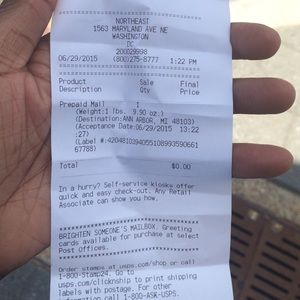 NORTHEAST
1563 MARYLAND AVE NE
WASHINGTON
DC
200029998
06/29/2015 (800)275-8777 1:22 PM
Product Sale Final
Description Qty Price
Prepaid Mail 1
(Weight:1 lbs. 9.90 oz.)
(Destination:ANN ARBOR, MI 48103)
(Acceptance Date:06/29/2015 13:22
:27)
(Label #:4204810394055108993590661
67788)
Total $0.00
In a hurry? Self-service kiosks offer
quick and easy check-out. Any Retail
Associate can show you how.
BRIGHTEN SOMEONE'S MAILBOX. Greeting
cards available for purchase at select
Post Offices.
Order stamps at usps.com/shop or call
1-800-Stamp24. Go to
usps.com/clicknship to print shipping
labels with postage. For other
information call 1-800-ASK-USPS.